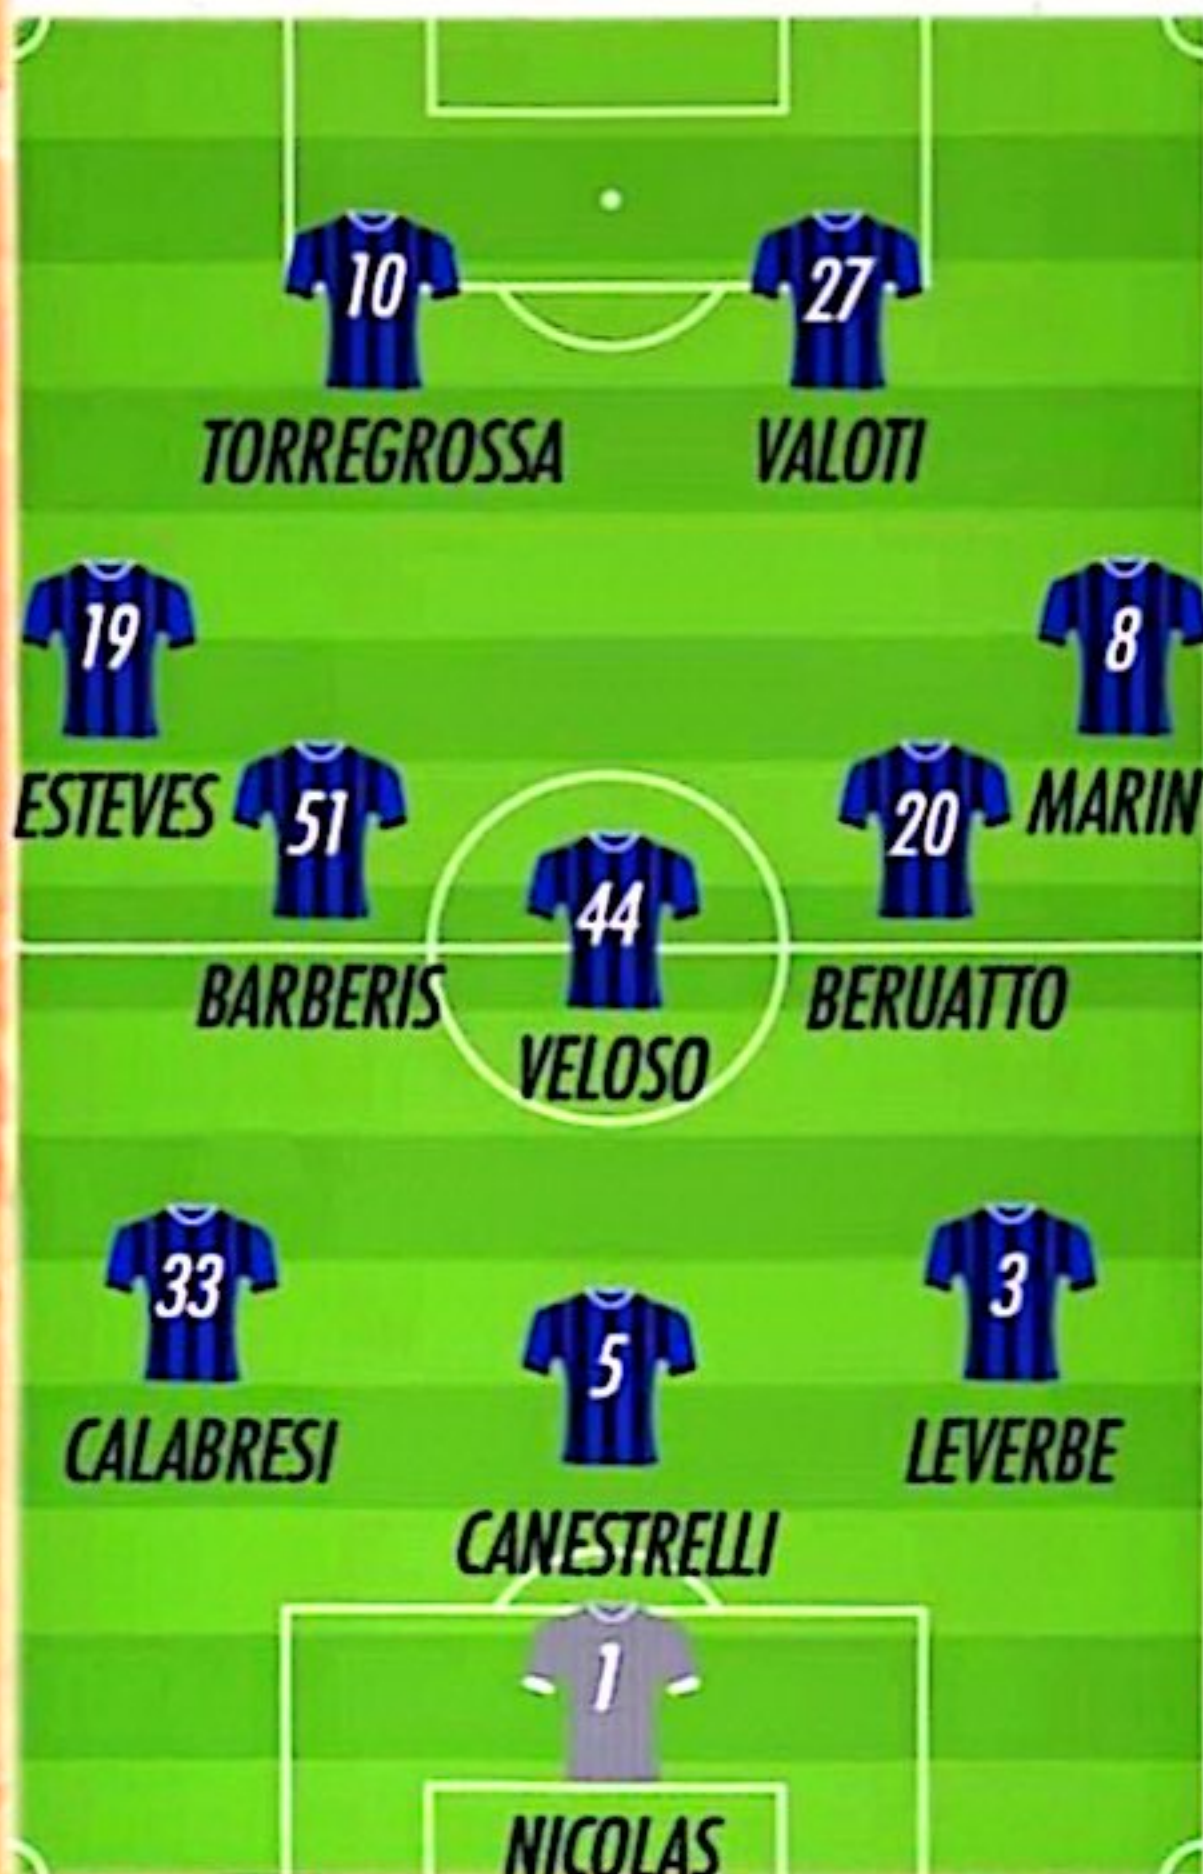 10
27
TORREGROSSA
VALOTI
19
8
ESTEVES
MARIN
51
20
44
BARBERIS
BERUATTO
VELOSO
33
3
5
CALABRESI
LEVERBE
CANESTRELLI
1
NICOLAS